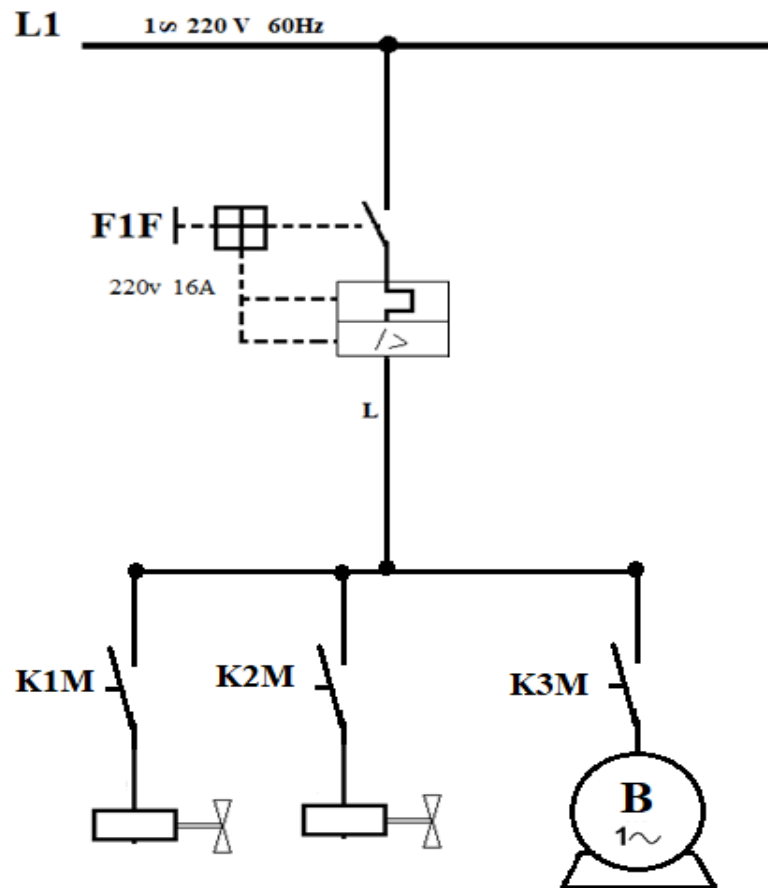 L1
1∽ 220 V 60Hz
F1F
220v 16A
/>
L
K1M
K2M
K3M
B
1∼